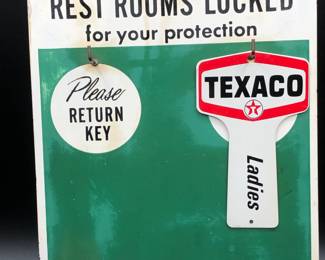 REST ROOMS LOCKED
for your protection
Please
RETURN
KEY
TEXACO
T
Ladies